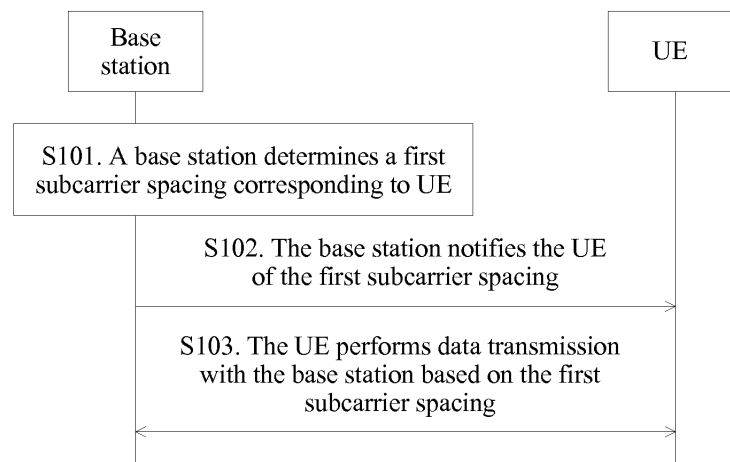 Base
station
UE
S101. A base station determines a first
subcarrier spacing corresponding to UE
S102. The base station notifies the UE
of the first subcarrier spacing
S103. The UE performs data transmission
with the base station based on the first
subcarrier spacing